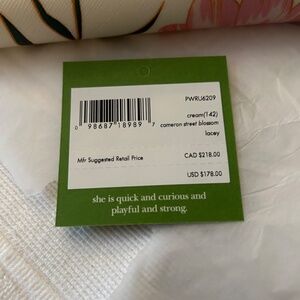 PWRU6209
0 98687 18989 7
cream(142)
cameron street blossom
lacey
Mfr Suggested Retail Price
CAD $218.00
USD $178.00
she is quick and curious and
playful and strong.